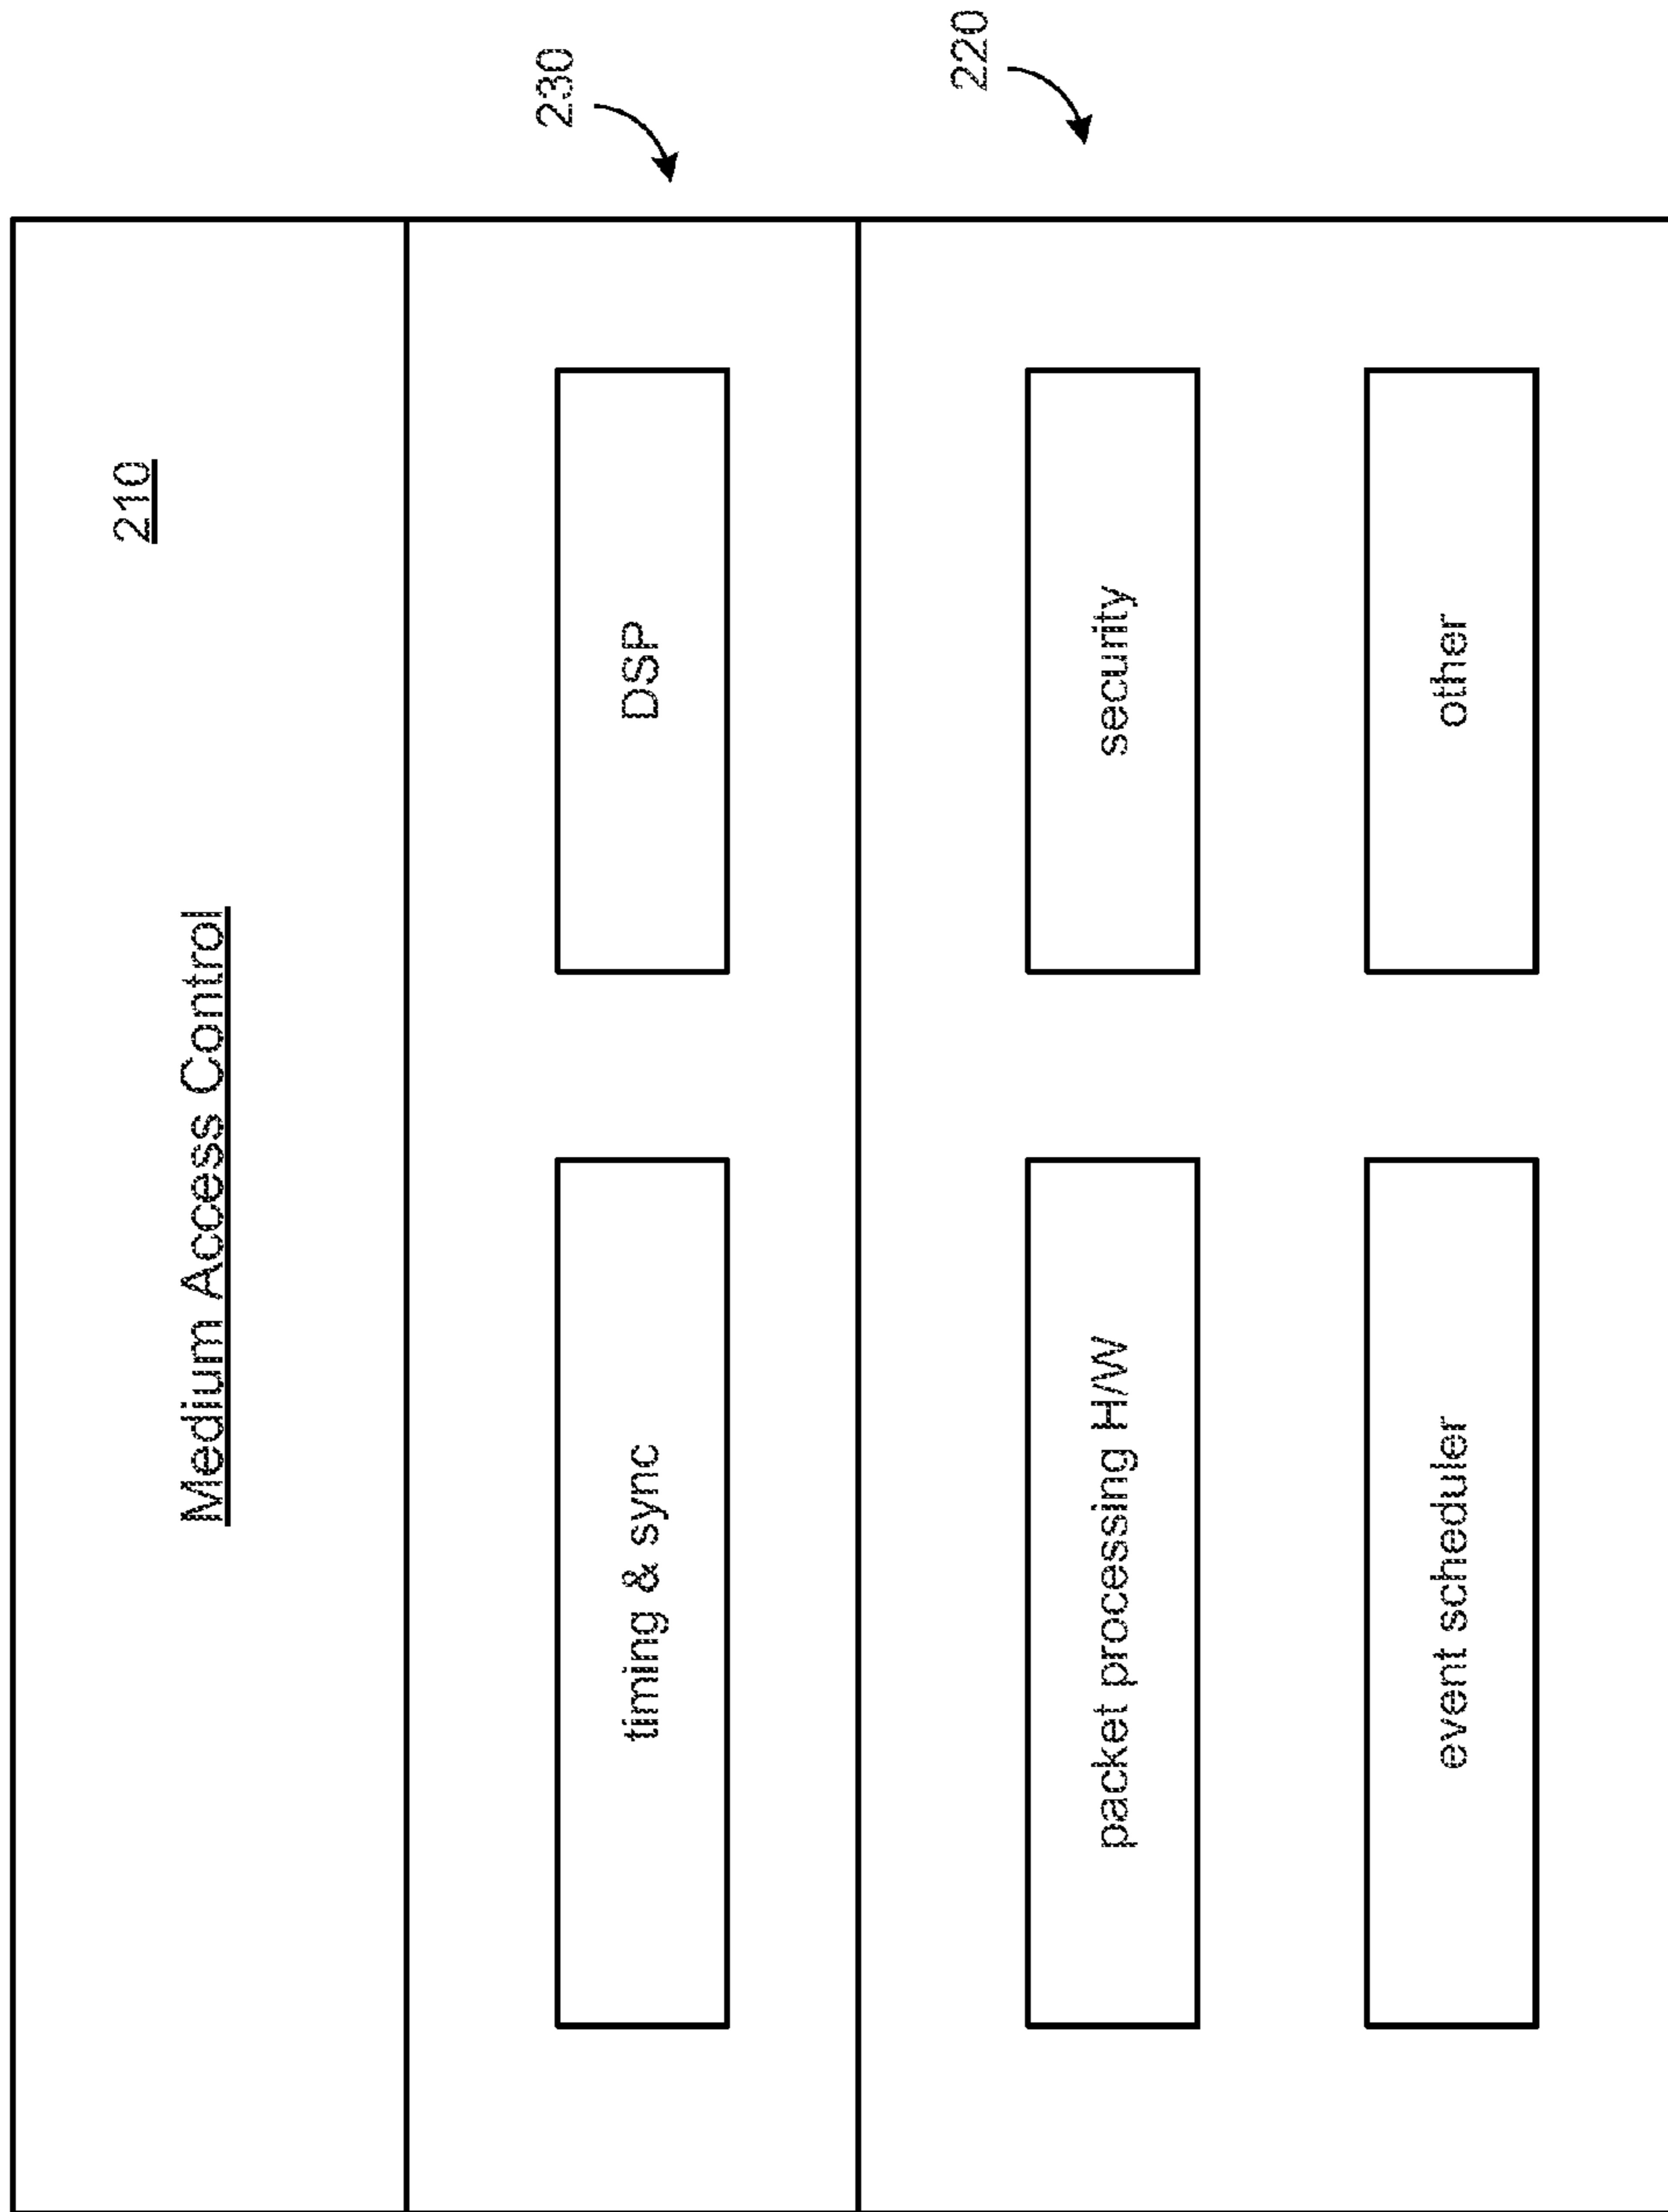 210
Medium Access Control
230
timing & sync
DSP
220
packet processing H/W
security
event scheduler
other